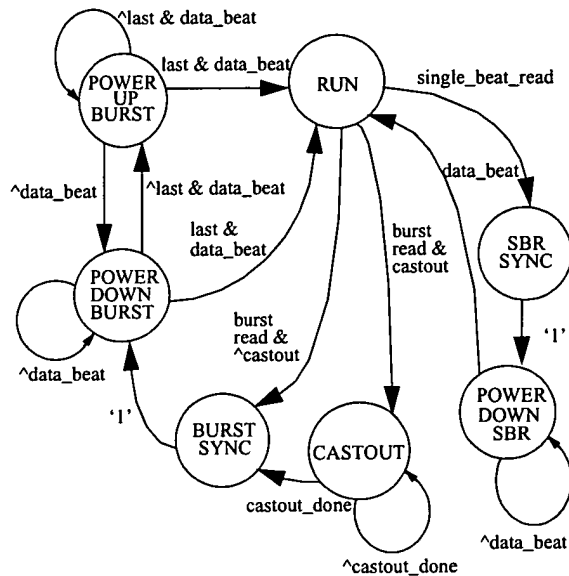 ^last & data_beat
last & data_beat
POWER
UP
BURST
RUN
single_beat_read
^data_beat
^last & data_beat
data_beat
last &
data_beat
burst
read &
castout
SBR
SYNC
POWER
DOWN
BURST
burst
read &
^castout
'1'
^data_beat
'1'
BURST
SYNC
CASTOUT
POWER
DOWN
SBR
castout_done
^data_beat
^castout_done